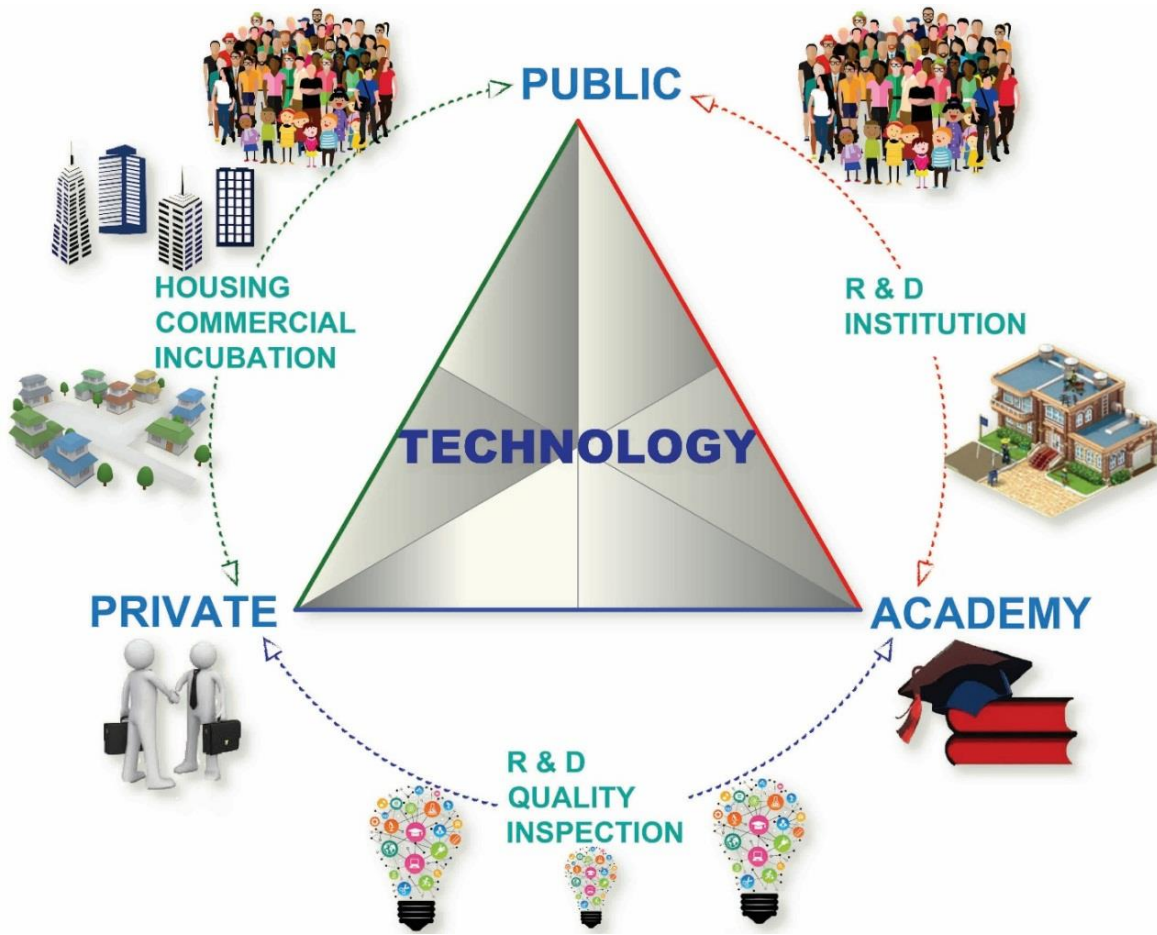 PUBLIC
HOUSING
COMMERCIAL
INCUBATION
R & D
INSTITUTION
TECHNOLOGY
PRIVATE
ACADEMY
R & D
QUALITY
INSPECTION